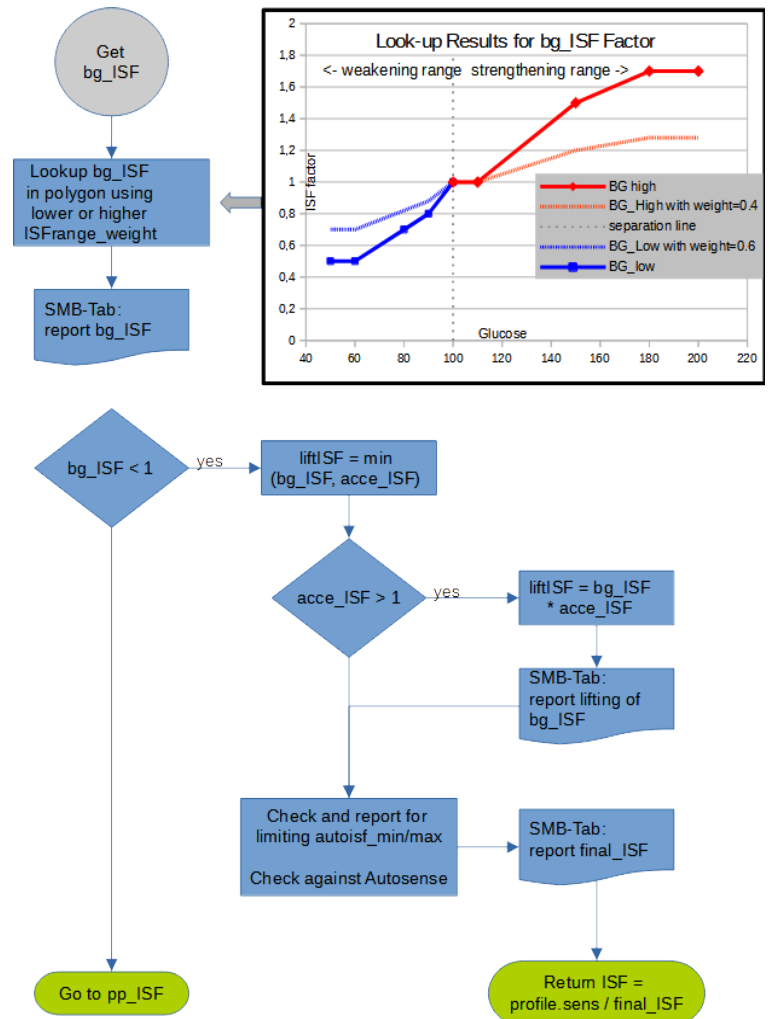 Get
bg_ISF
Lookup bg_ISF
in polygon using
lower or higher
ISFrange_weight
SMB-Tab:
report bg_ISF
Look-up Results for bg_ISF Factor
<- weakening range strengthening range ->
ISF factor
2
1,8
1,6
1,4
1,2
1
0,8
0,6
0,4
0,2
0
BG high
BG_High with weight=0.4
separation line
BG_Low with weight=0.6
BG_low
Glucose
40 60 80 100 120 140 160 180 200 220
bg_ISF < 1
yes
liftISF = min
(bg_ISF, acce_ISF)
acce_ISF > 1
yes
liftISF = bg_ISF
* acce_ISF
SMB-Tab:
report lifting of
bg_ISF
Check and report for
limiting autoisf_min/max
Check against Autosense
SMB-Tab:
report final_ISF
Go to pp_ISF
Return ISF =
profile.sens / final_ISF